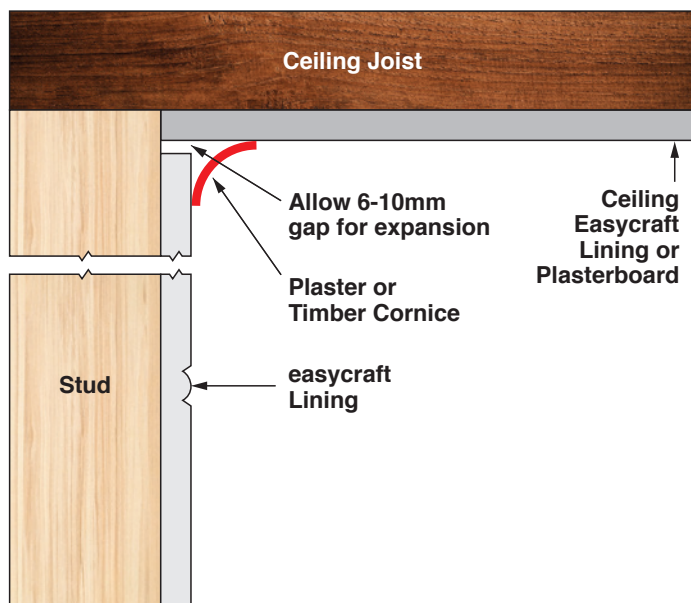 Ceiling Joist
Allow 6-10mm
gap for expansion
Ceiling
Easycraft
Lining or
Plasterboard
Plaster or
Timber Cornice
Stud
easycraft
Lining